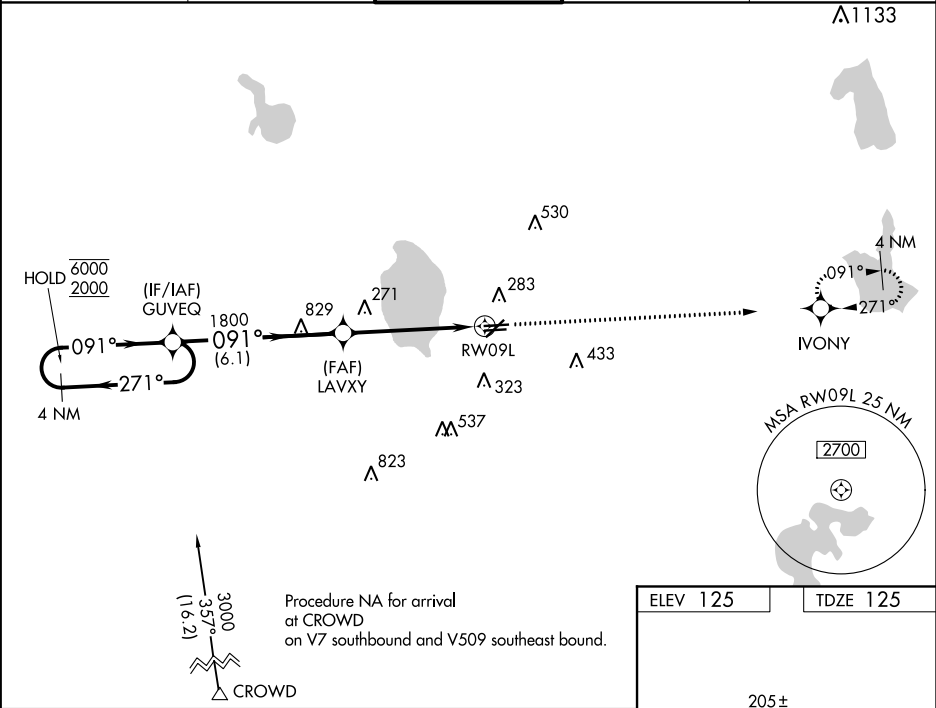 1133
530
4 NM
HOLD
6000
2000
(IF/IAF)
GUVEQ
1800
091°
(6.1)
829
271
283
091°
271°
091°
271°
4 NM
(FAF)
LAVXY
RW09L
433
323
IVONY
537
823
MSA RW09L 25 NM
2700
3000
357°
(16.2)
CROWD
Procedure NA for arrival
at CROWD
on V7 southbound and V509 southeast bound.
ELEV 125
TDZE 125
205±